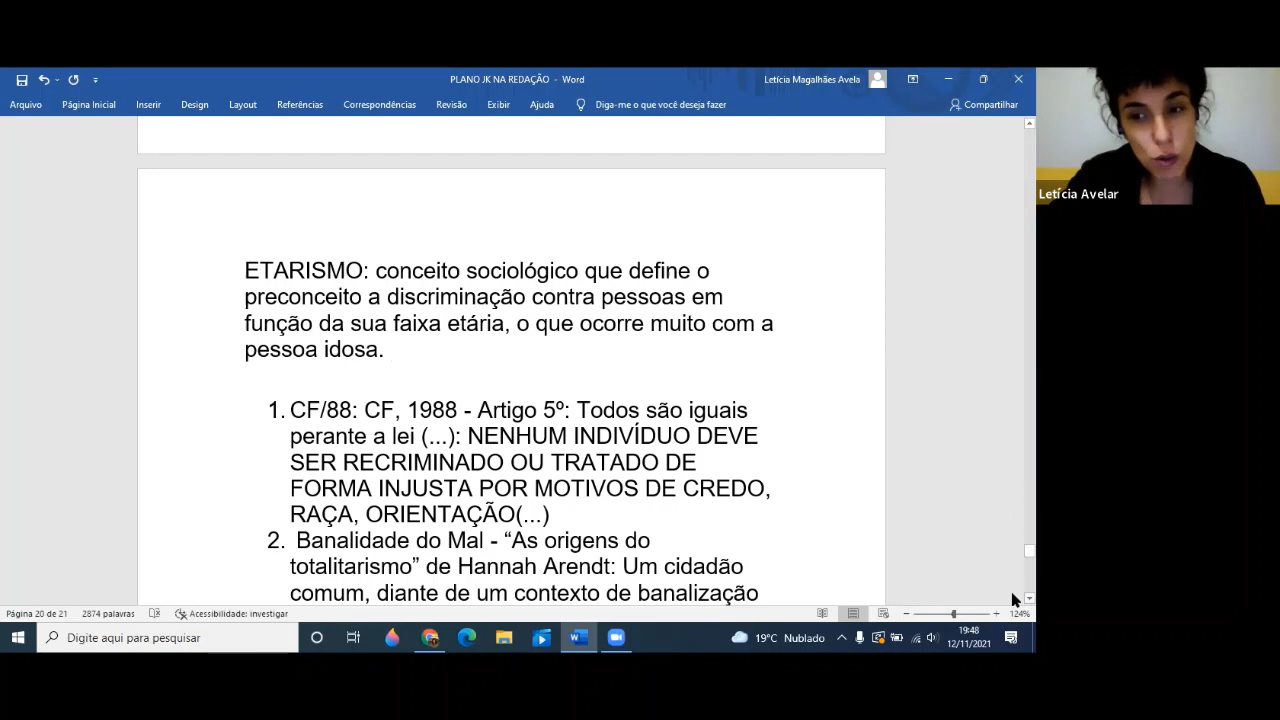 PLANO JK NA REDAÇÃO - Word
Letícia Magalhães Avela
Arquivo Página Inicial Inserir Design Layout Referências Correspondências Revisão Exibir Ajuda Diga-me o que você deseja fazer Compartilhar
Letícia Avelar
ETARISMO: conceito sociológico que define o
preconceito a discriminação contra pessoas em
função da sua faixa etária, o que ocorre muito com a
pessoa idosa.
1. CF/88: CF, 1988 - Artigo 5º: Todos são iguais
perante a lei (...): NENHUM INDIVÍDUO DEVE
SER RECRIMINADO OU TRATADO DE
FORMA INJUSTA POR MOTIVOS DE CREDO,
RAÇA, ORIENTAÇÃO(...)
2. Banalidade do Mal - “As origens do
totalitarismo” de Hannah Arendt: Um cidadão
comum, diante de um contexto de banalização
Página 20 de 21 2874 palavras Acessibilidade: investigar 124%
Digite aqui para pesquisar 19°C Nublado 19:48
12/11/2021